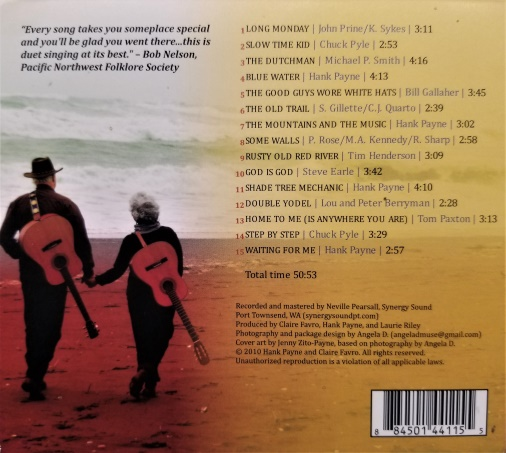 "Every song takes you someplace special
and you'll be glad you went there...this is
duet singing at its best." – Bob Nelson,
Pacific Northwest Folklore Society
1 LONG MONDAY | John Prine/K. Sykes | 3:11
2 SLOW TIME KID | Chuck Pyle | 2:53
3 THE DUTCHMAN | Michael P. Smith | 4:16
4 BLUE WATER | Hank Payne | 4:13
5 THE GOOD GUYS WORE WHITE HATS | Bill Gallaher | 3:45
6 THE OLD TRAIL | S. Gillette/C.J. Quarto | 2:39
7 THE MOUNTAINS AND THE MUSIC | Hank Payne | 3:02
8 SOME WALLS | P. Rose/M.A. Kennedy/R. Sharp | 2:58
9 RUSTY OLD RED RIVER | Tim Henderson | 3:09
10 GOD IS GOD | Steve Earle | 3:42
11 SHADE TREE MECHANIC | Hank Payne | 4:10
12 DOUBLE YODEL | Lou and Peter Berryman | 2:28
13 HOME TO ME (IS ANYWHERE YOU ARE) | Tom Paxton | 3:13
14 STEP BY STEP | Chuck Pyle | 3:29
15 WAITING FOR ME | Hank Payne | 2:57
Total time 50:53
Recorded and mastered by Neville Pearsall, Synergy Sound
Port Townsend, WA (synergysoundpt.com)
Produced by Claire Favro, Hank Payne, and Laurie Riley
Photography and package design by Angela D. (angeladmuse@gmail.com)
Cover art by Jenny Zito-Payne, based on photography by Angela D.
© 2010 Hank Payne and Claire Favro. All rights reserved.
Unauthorized reproduction is a violation of all applicable laws.
8 84501 44115 5